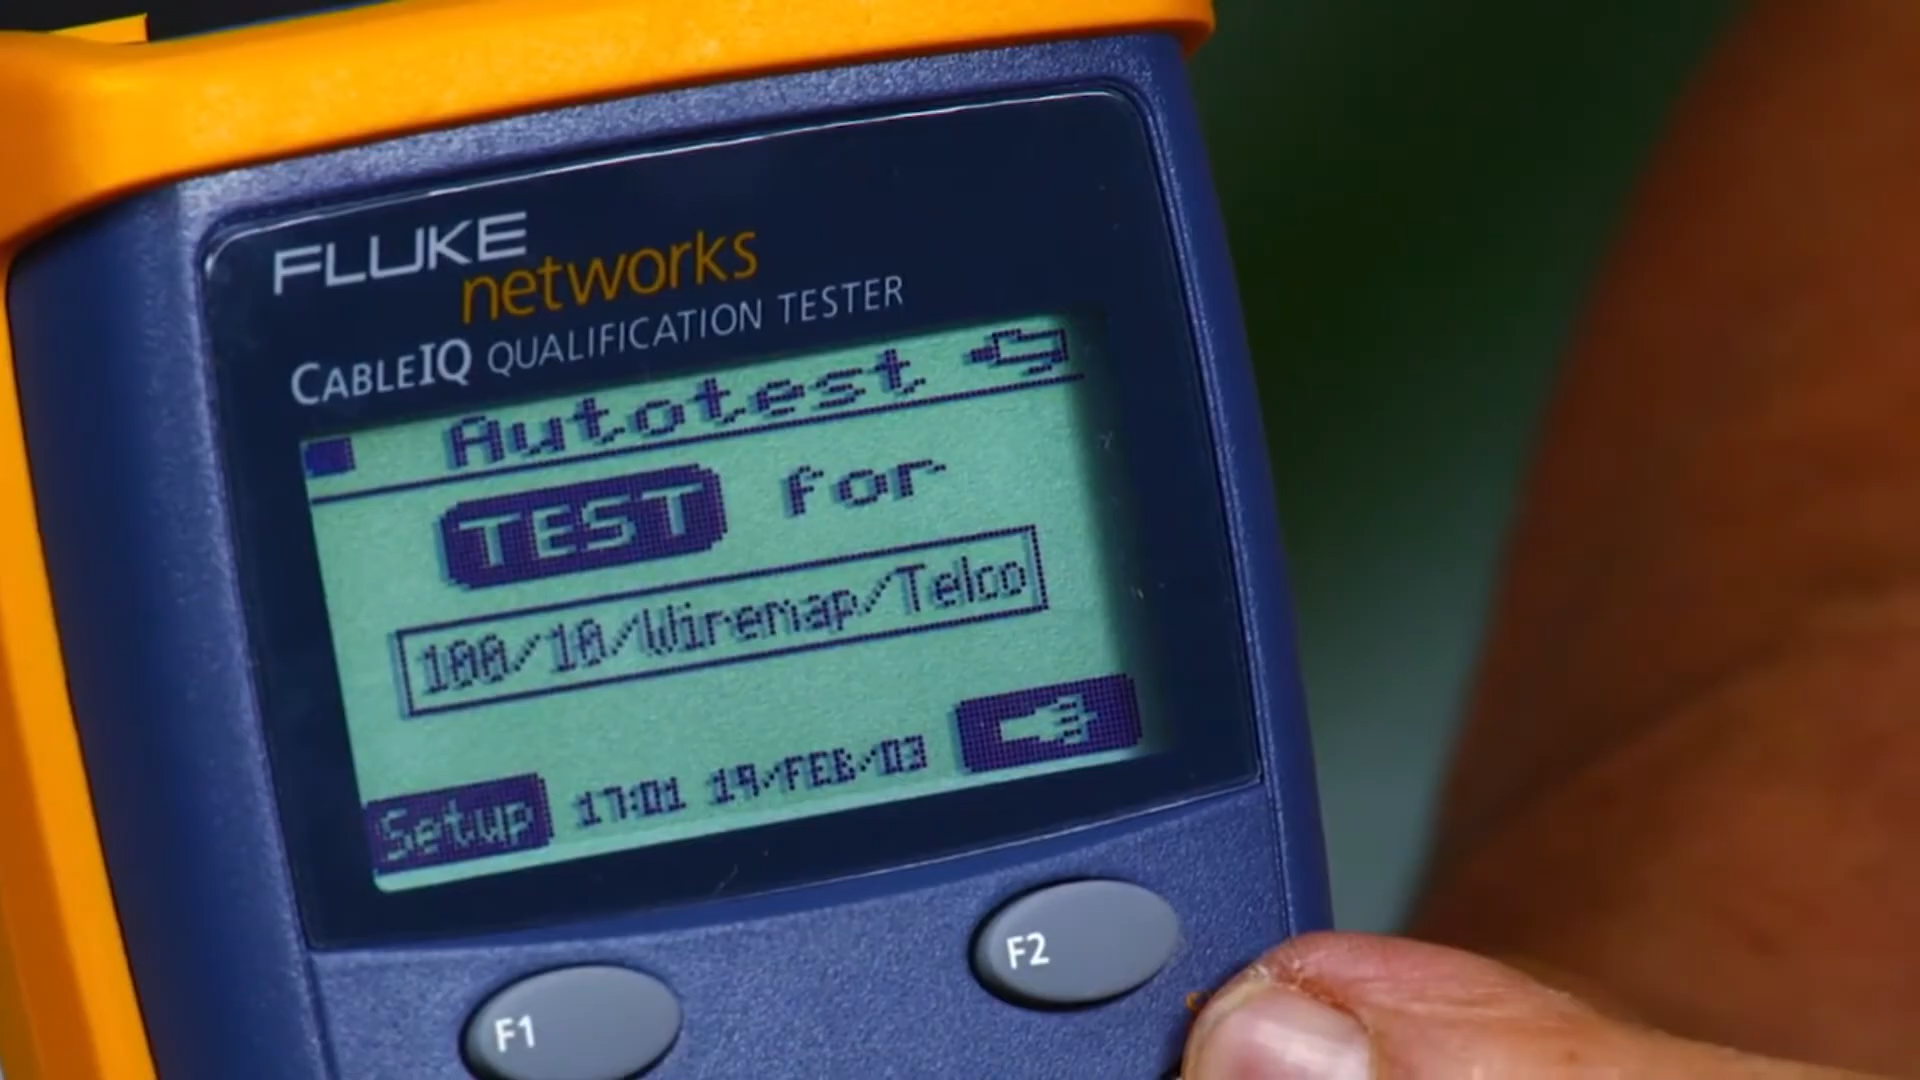 FLUKE
networks
CABLEIQ QUALIFICATION TESTER
Autotest
TEST for
100/10/Wiremap/Telco
Setup 17:01 19/FEB/03
F1 F2